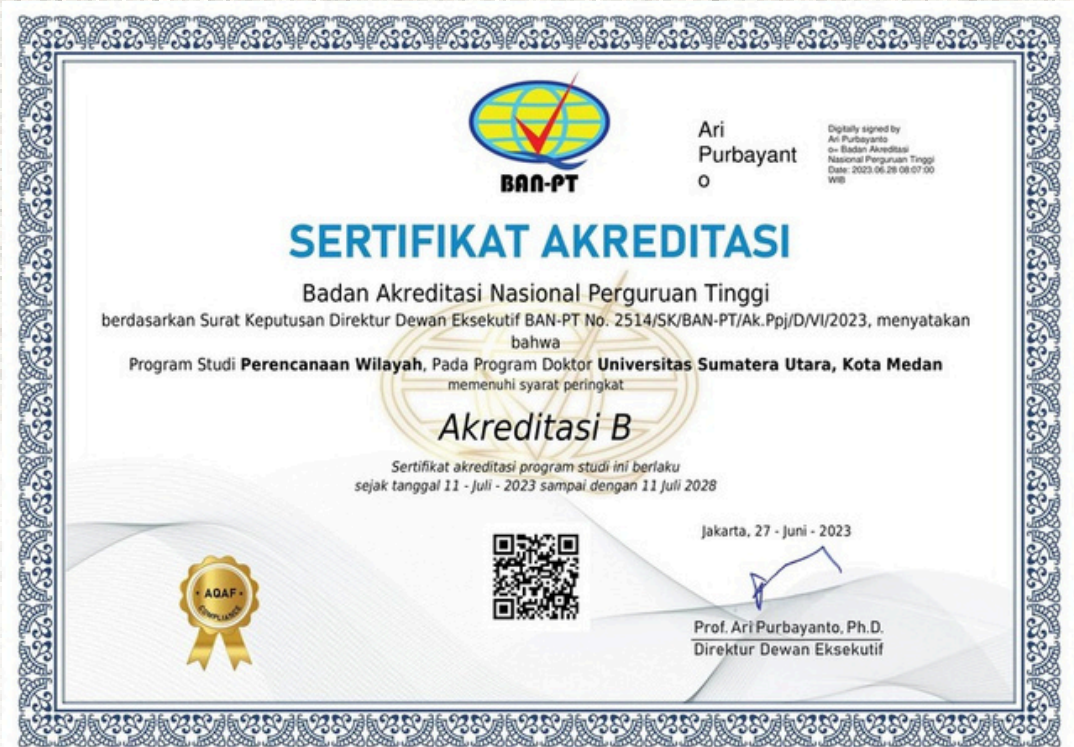 BAN-PT
Ari
Purbayant
o
Digitally signed by
Ari Purbayanto
o= Badan Akreditasi
Nasional Perguruan Tinggi
Date: 2023.06.28 08:07:00
WIB
SERTIFIKAT AKREDITASI
Badan Akreditasi Nasional Perguruan Tinggi
berdasarkan Surat Keputusan Direktur Dewan Eksekutif BAN-PT No. 2514/SK/BAN-PT/Ak.Ppj/D/VI/2023, menyatakan
bahwa
Program Studi Perencanaan Wilayah, Pada Program Doktor Universitas Sumatera Utara, Kota Medan
memenuhi syarat peringkat
Akreditasi B
Sertifikat akreditasi program studi ini berlaku
sejak tanggal 11 - Juli - 2023 sampai dengan 11 Juli 2028
Jakarta, 27 - Juni - 2023
AQAF
COMPLIANCE
Prof. Ari Purbayanto, Ph.D.
Direktur Dewan Eksekutif